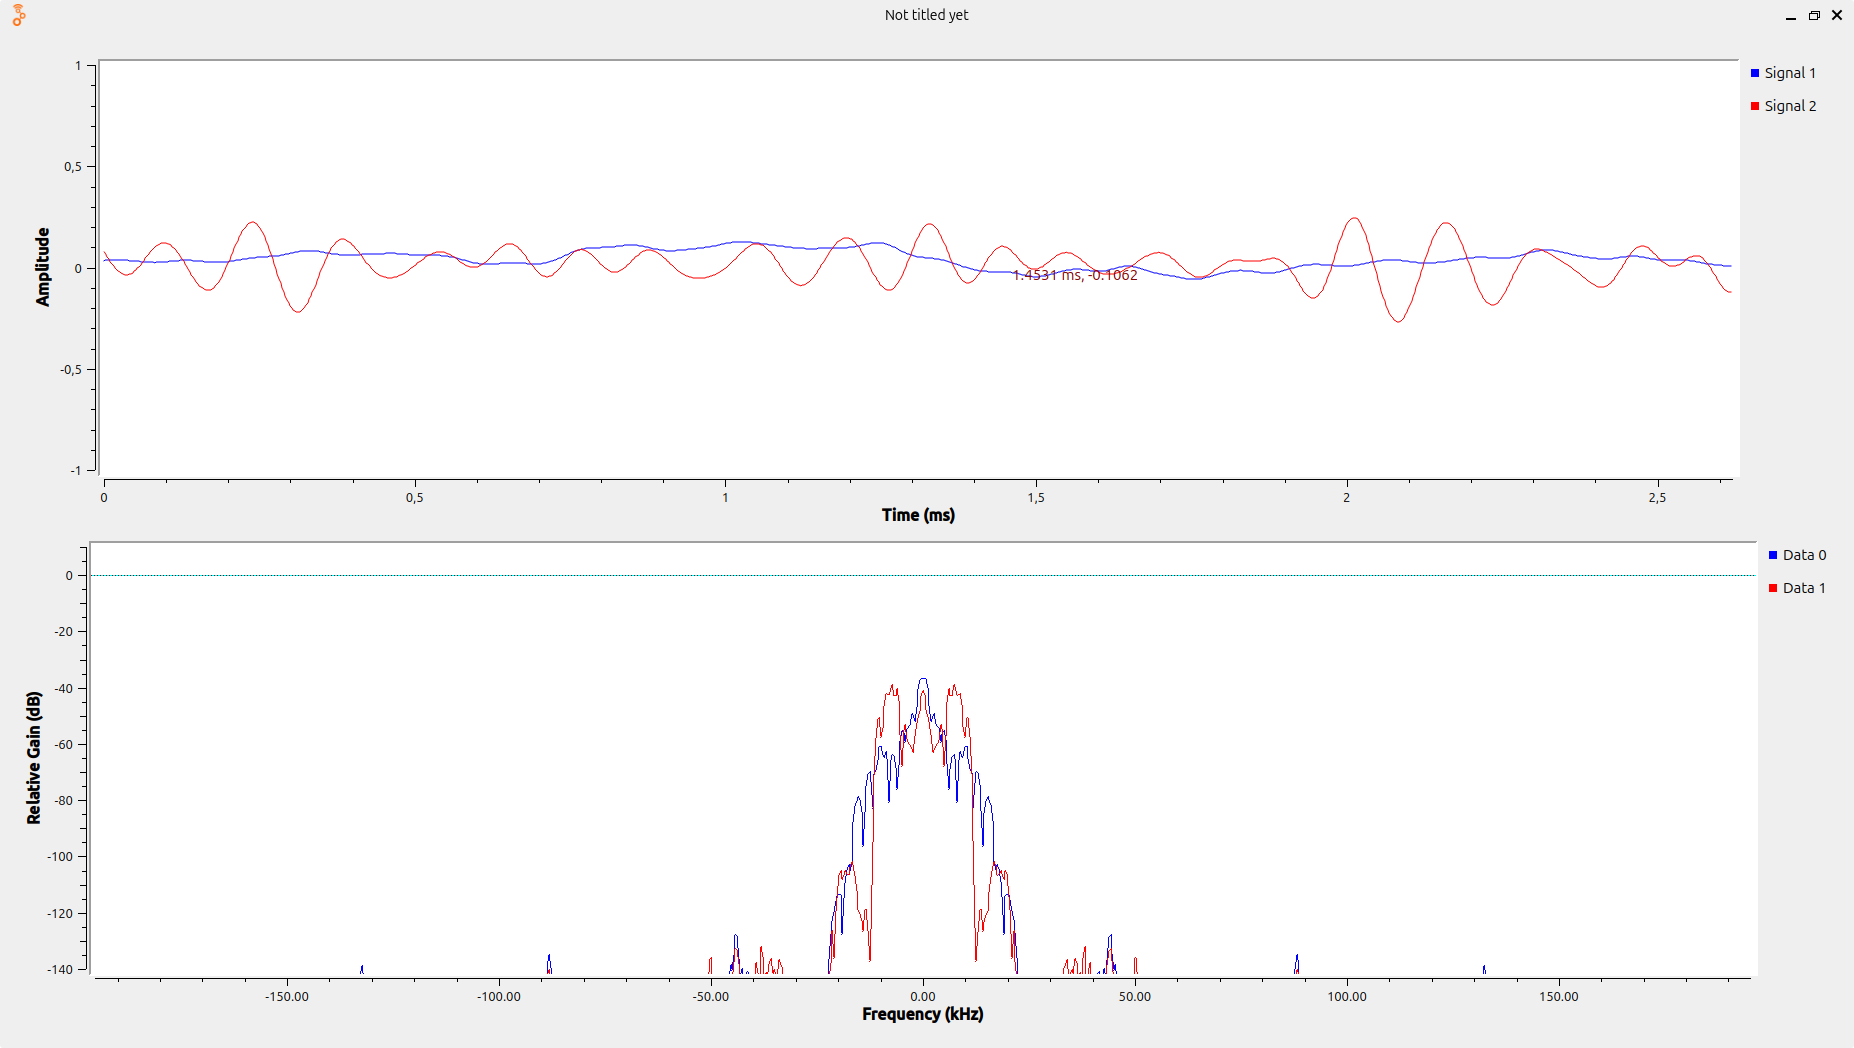 Not titled yet
Signal 1
Signal 2
Amplitude
1
0,5
0
-0,5
-1
1.4531 ms, -0.1062
0 0,5 1 1,5 2 2,5
Time (ms)
Data 0
Data 1
Relative Gain (dB)
0
-20
-40
-60
-80
-100
-120
-140
-150.00 -100.00 -50.00 0.00 50.00 100.00 150.00
Frequency (kHz)